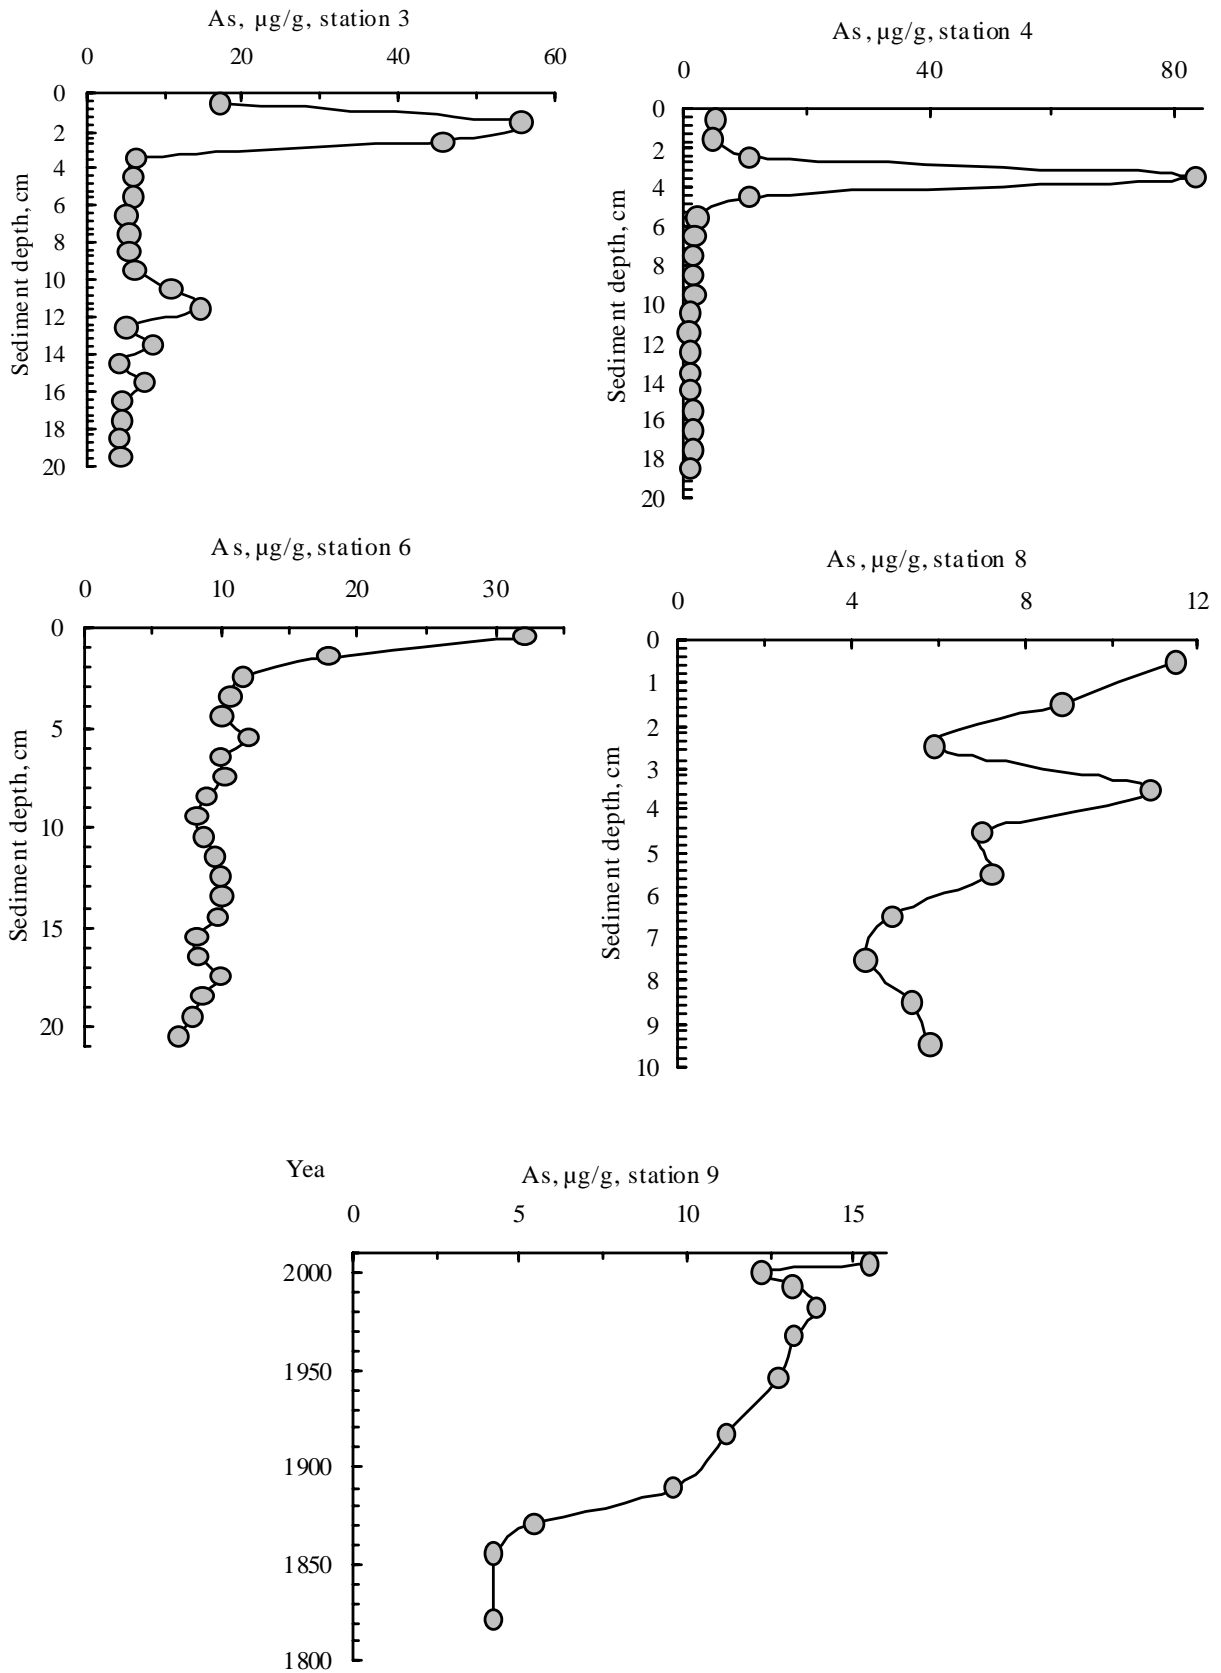 As, µg/g, station 3
0 20 40 60
0
2
4
6
8
10
12
14
16
18
20
Sediment depth, cm
As, µg/g, station 4
0 40 80
0
2
4
6
8
10
12
14
16
18
20
Sediment depth, cm
As, µg/g, station 6
0 10 20 30
0
5
10
15
20
Sediment depth, cm
As, µg/g, station 8
0 4 8 12
0
1
2
3
4
5
6
7
8
9
10
Sediment depth, cm
Yea
As, µg/g, station 9
0 5 10 15
2000
1950
1900
1850
1800